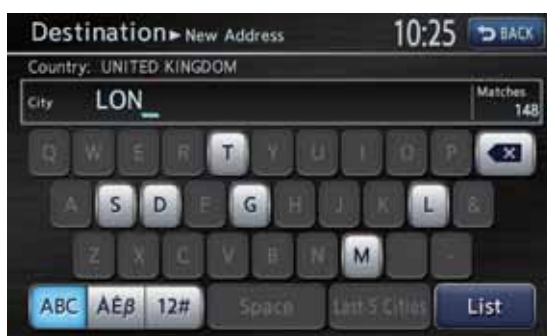 Destination ▸ New Address 10:25 BACK
Country: UNITED KINGDOM
City LON_ Matches 148
Q W E R T Y U I O P
A S D F G H J K L &
Z X C V B N M -
ABC ÀÊβ 12# Space Last 5 Cities List